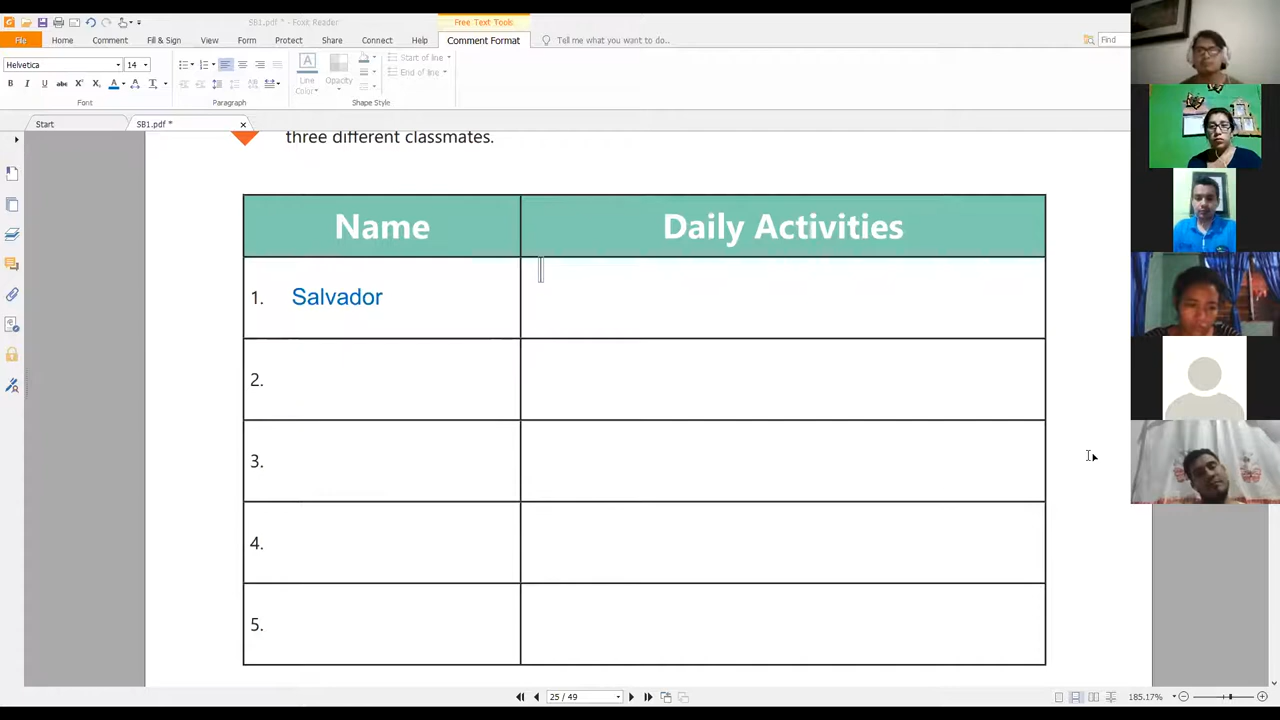 SB1.pdf * - Foxit Reader
Free Text Tools
File Home Comment Fill & Sign View Form Protect Share Connect Help Comment Format Tell me what you want to do.. Find
Helvetica 14
Start of line
End of line
Line Color
Opacity
B I U abc X² X₂ A
Font Paragraph Shape Style
Start SB1.pdf *
three different classmates.
Name Daily Activities
1. Salvador
2.
3.
4.
5.
25 / 49 185.17%